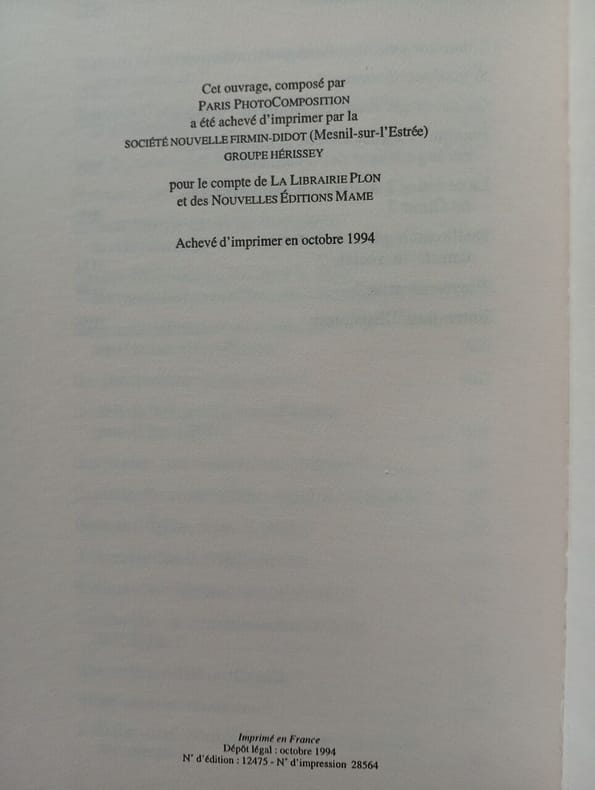 Cet ouvrage, composé par
PARIS PHOTOCOMPOSITION
a été achevé d'imprimer par la
SOCIÉTÉ NOUVELLE FIRMIN-DIDOT (Mesnil-sur-l'Estrée)
GROUPE HÉRISSEY
pour le compte de LA LIBRAIRIE PLON
et des NOUVELLES ÉDITIONS MAME
Achevé d'imprimer en octobre 1994
Imprimé en France
Dépôt légal : octobre 1994
N° d'édition : 12475 - N° d'impression 28564